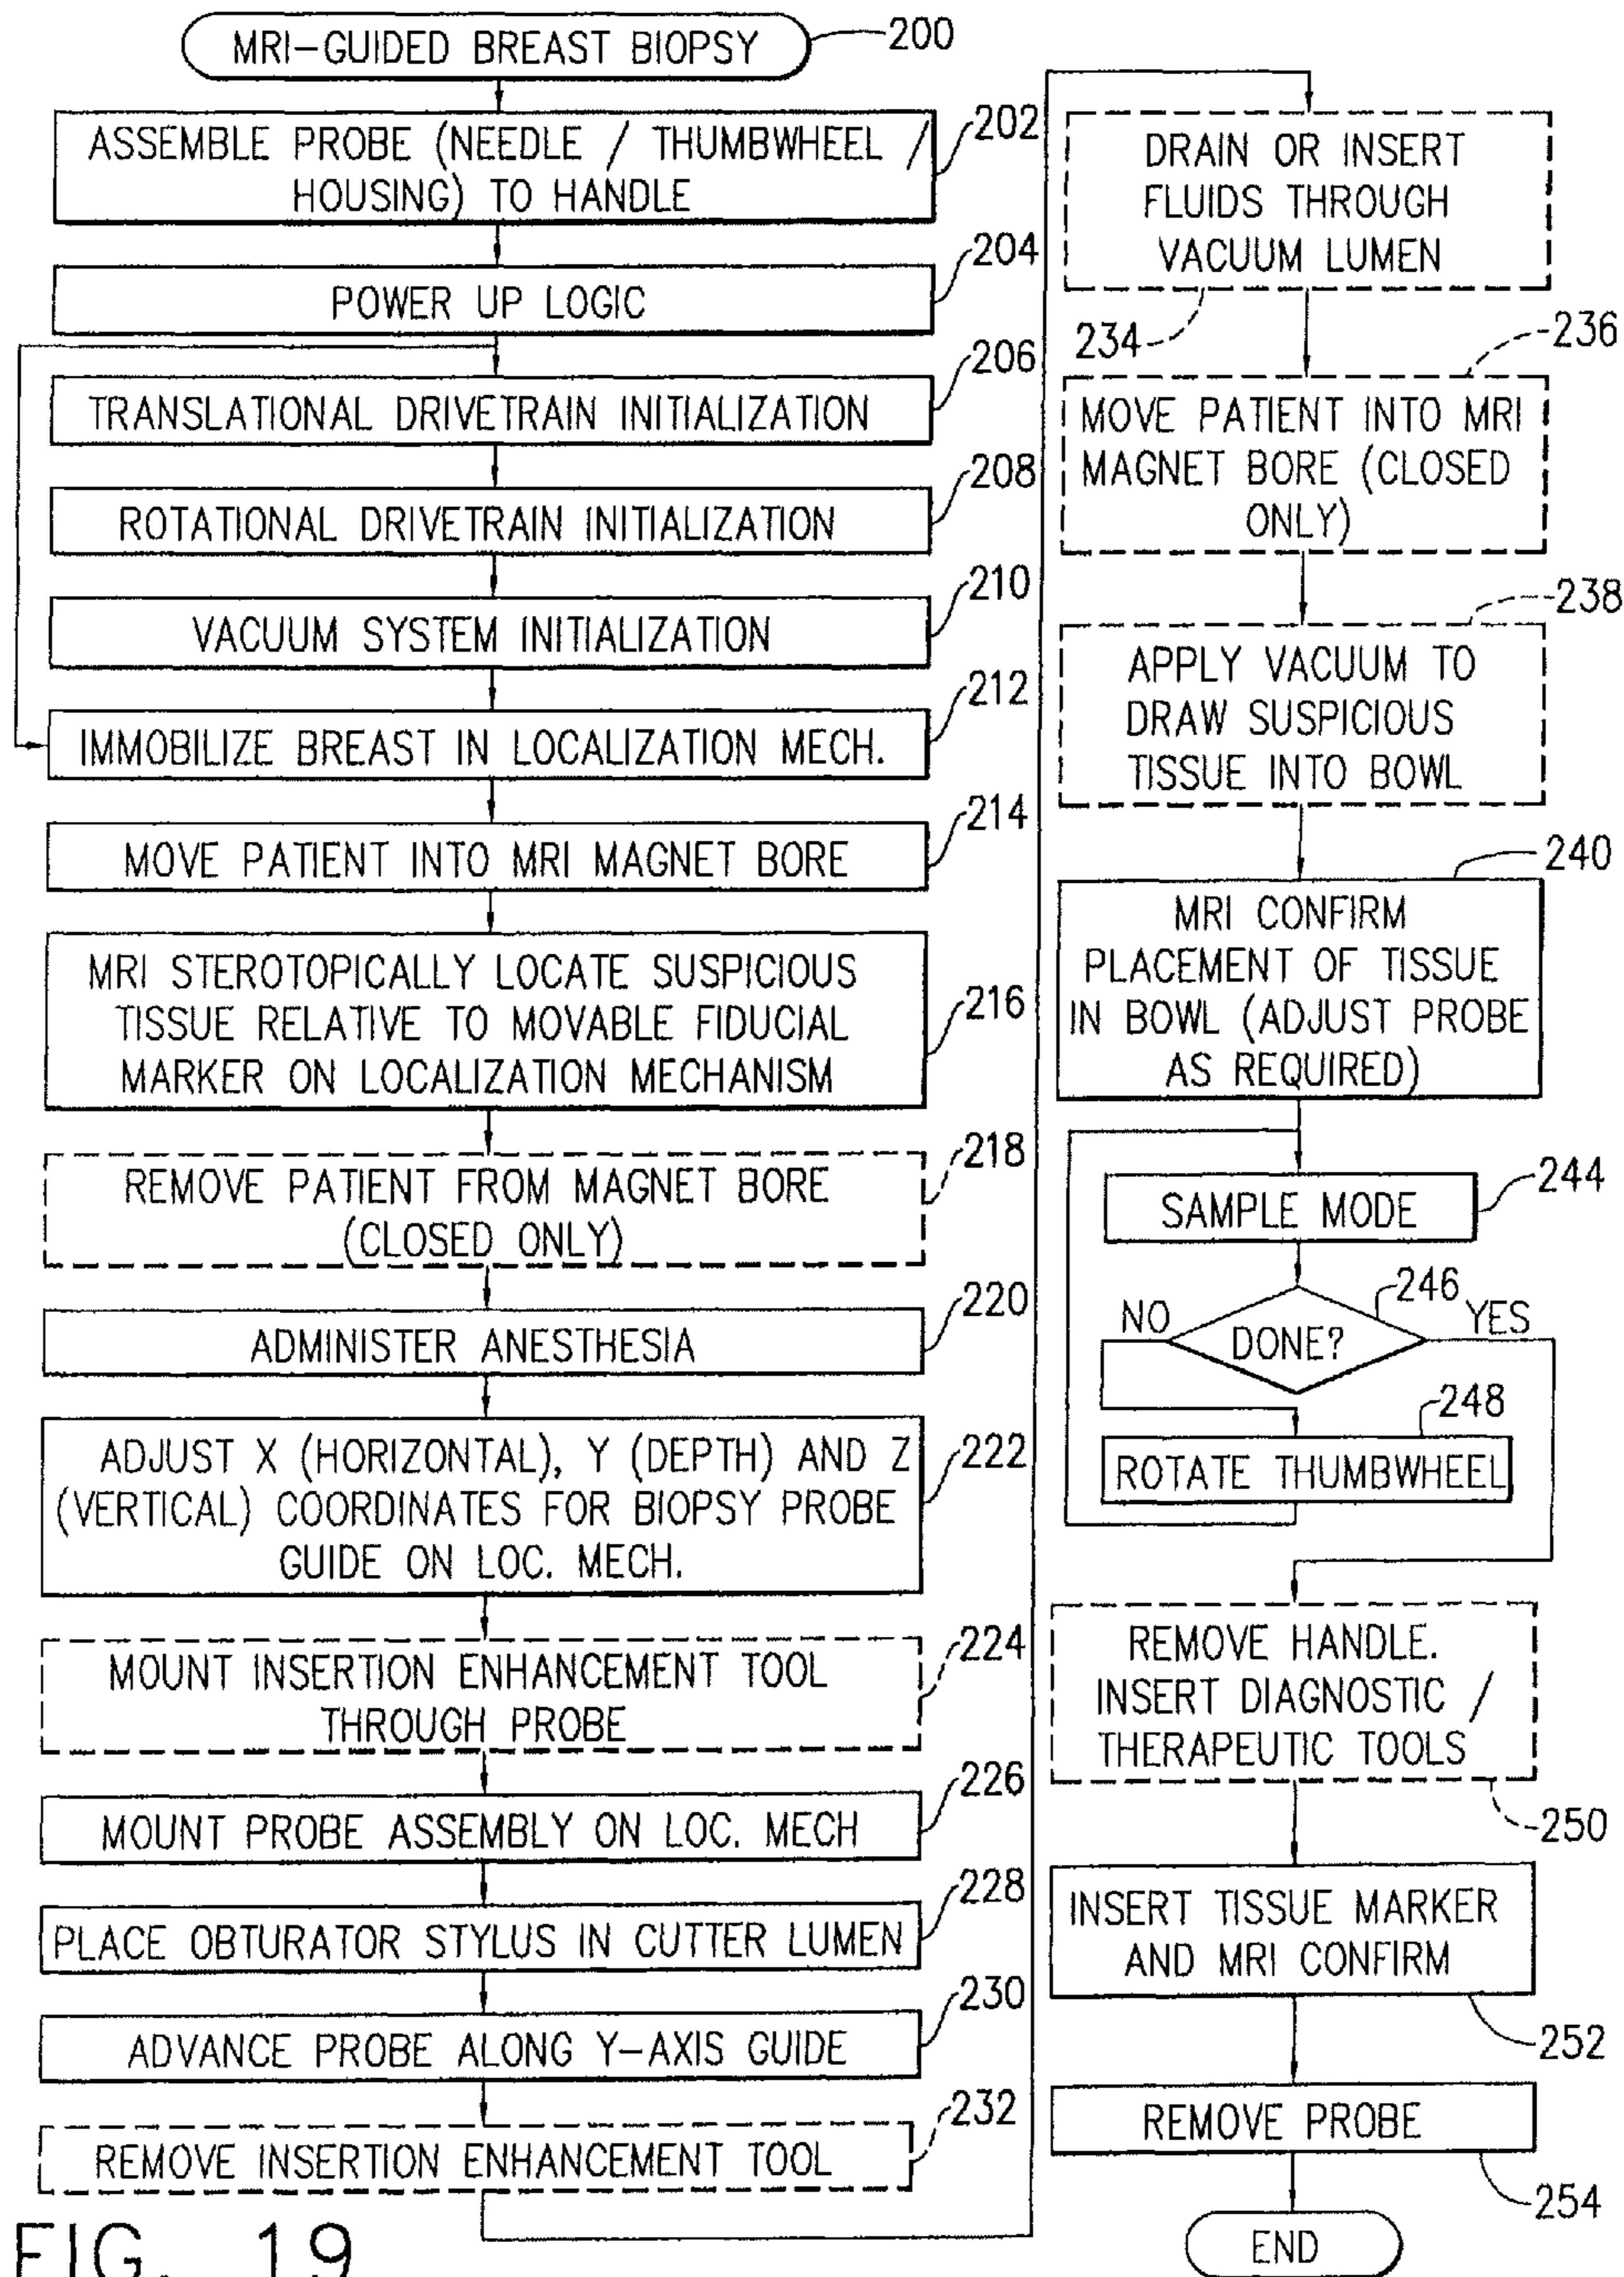 MRI-GUIDED BREAST BIOPSY
200
ASSEMBLE PROBE (NEEDLE / THUMBWHEEL /
HOUSING) TO HANDLE
202
POWER UP LOGIC
204
TRANSLATIONAL DRIVETRAIN INITIALIZATION
206
ROTATIONAL DRIVETRAIN INITIALIZATION
208
VACUUM SYSTEM INITIALIZATION
210
IMMOBILIZE BREAST IN LOCALIZATION MECH.
212
MOVE PATIENT INTO MRI MAGNET BORE
214
MRI STEROTOPICALLY LOCATE SUSPICIOUS
TISSUE RELATIVE TO MOVABLE FIDUCIAL
MARKER ON LOCALIZATION MECHANISM
216
REMOVE PATIENT FROM MAGNET BORE
(CLOSED ONLY)
218
ADMINISTER ANESTHESIA
220
ADJUST X (HORIZONTAL), Y (DEPTH) AND Z
(VERTICAL) COORDINATES FOR BIOPSY PROBE
GUIDE ON LOC. MECH.
222
MOUNT INSERTION ENHANCEMENT TOOL
THROUGH PROBE
224
MOUNT PROBE ASSEMBLY ON LOC. MECH
226
PLACE OBTURATOR STYLUS IN CUTTER LUMEN
228
ADVANCE PROBE ALONG Y-AXIS GUIDE
230
REMOVE INSERTION ENHANCEMENT TOOL
232
DRAIN OR INSERT
FLUIDS THROUGH
VACUUM LUMEN
234
MOVE PATIENT INTO MRI
MAGNET BORE (CLOSED
ONLY)
236
APPLY VACUUM TO
DRAW SUSPICIOUS
TISSUE INTO BOWL
238
MRI CONFIRM
PLACEMENT OF TISSUE
IN BOWL (ADJUST PROBE
AS REQUIRED)
240
SAMPLE MODE
244
NO
DONE?
246
YES
ROTATE THUMBWHEEL
248
REMOVE HANDLE.
INSERT DIAGNOSTIC /
THERAPEUTIC TOOLS
250
INSERT TISSUE MARKER
AND MRI CONFIRM
252
REMOVE PROBE
254
END
FIG. 19